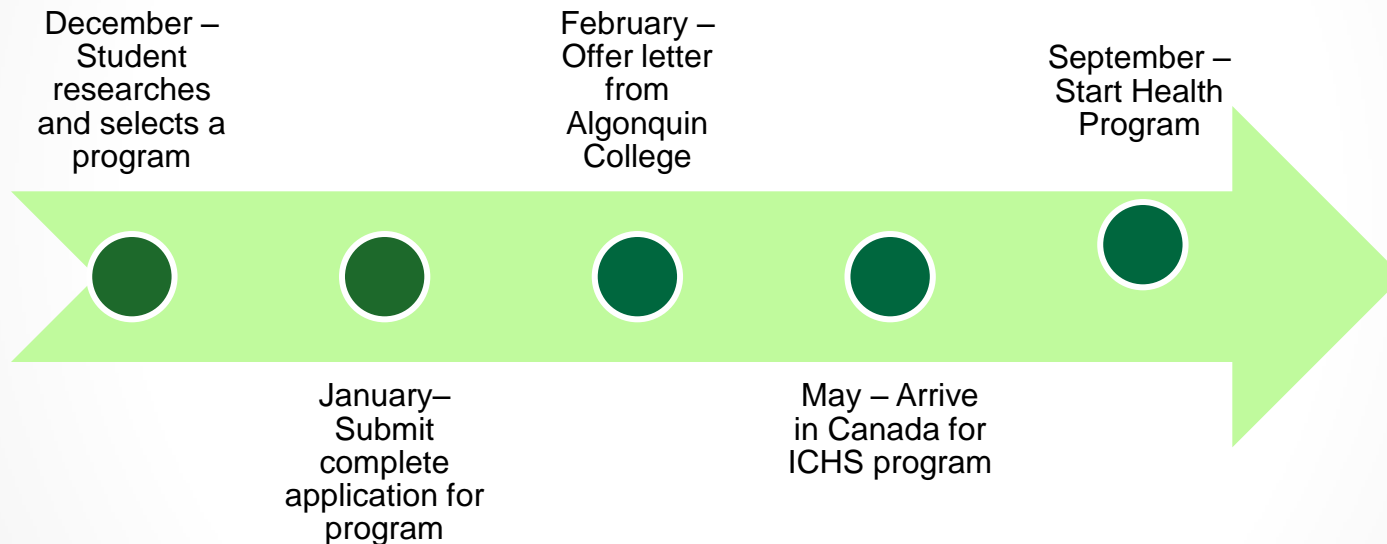 December –
Student
researches
and selects a
program
January–
Submit
complete
application for
program
February –
Offer letter
from
Algonquin
College
May – Arrive
in Canada for
ICHS program
September –
Start Health
Program